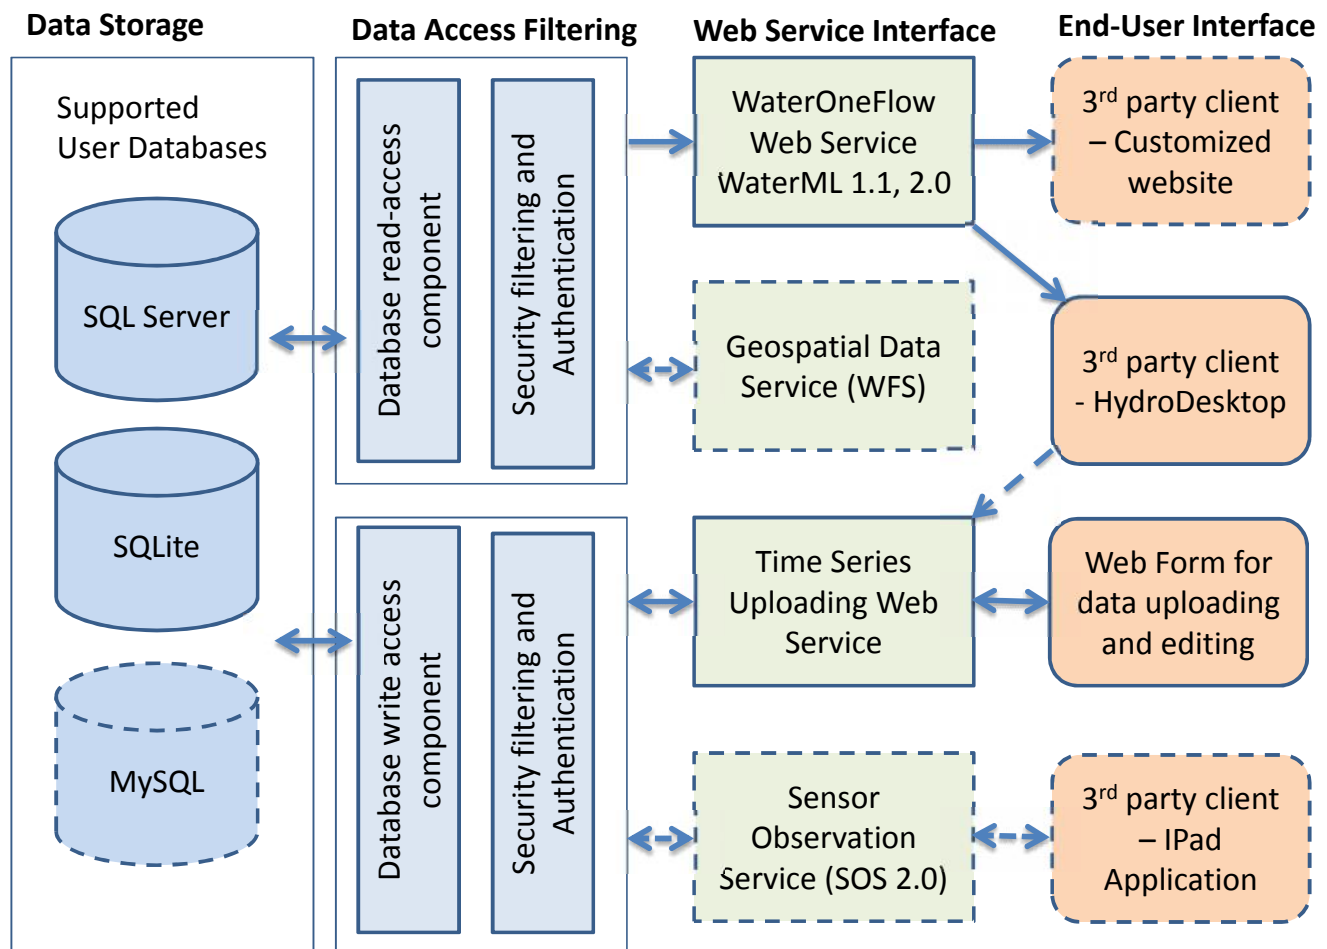 Data Storage
Data Access Filtering
Web Service Interface
End-User Interface
Supported
User Databases
SQL Server
SQLite
MySQL
Database read-access
component
Security filtering and
Authentication
Database write access
component
Security filtering and
Authentication
WaterOneFlow
Web Service
WaterML 1.1, 2.0
Geospatial Data
Service (WFS)
Time Series
Uploading Web
Service
Sensor
Observation
Service (SOS 2.0)
3rd party client
– Customized
website
3rd party client
- HydroDesktop
Web Form for
data uploading
and editing
3rd party client
– IPad
Application